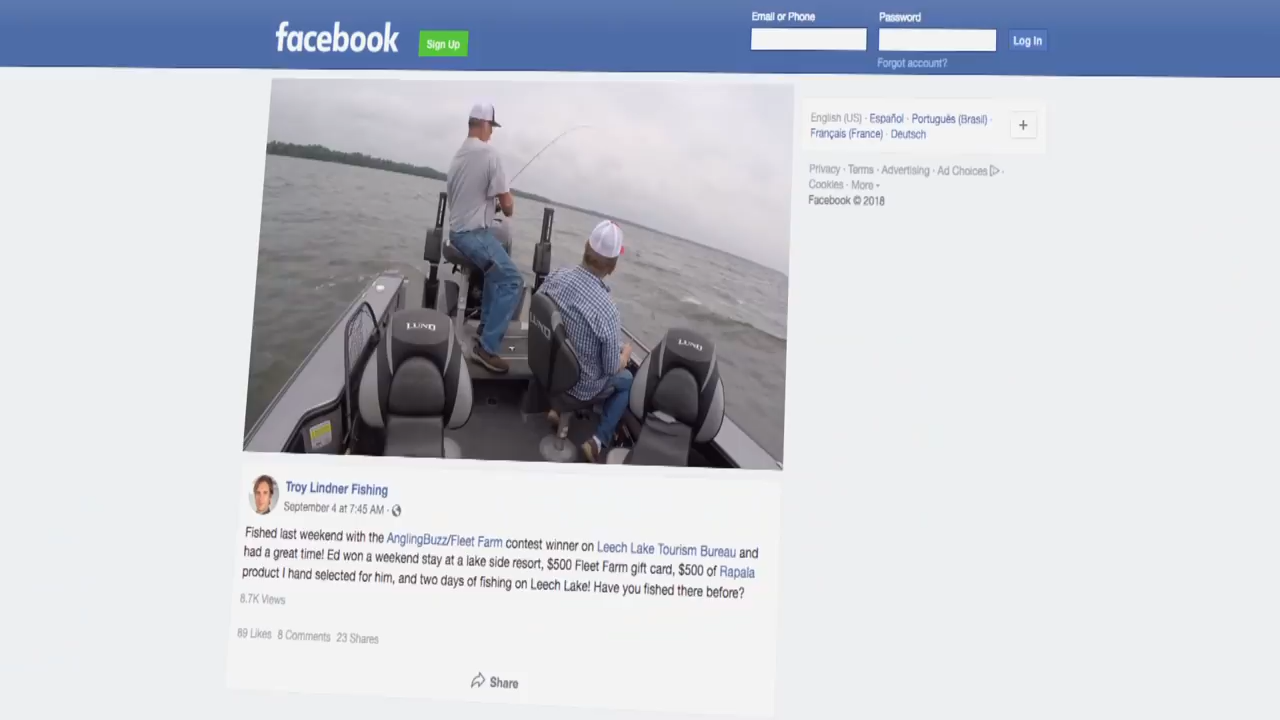 facebook
Sign Up
Email or Phone
Password
Log In
Forgot account?
LUND
LUND
LUND
English (US) · Español · Português (Brasil) ·
Français (France) · Deutsch
+
Privacy · Terms · Advertising · Ad Choices ·
Cookies · More
Facebook © 2018
Troy Lindner Fishing
September 4 at 7:45 AM ·
Fished last weekend with the AnglingBuzz/Fleet Farm contest winner on Leech Lake Tourism Bureau and
had a great time! Ed won a weekend stay at a lake side resort, $500 Fleet Farm gift card, $500 of Rapala
product I hand selected for him, and two days of fishing on Leech Lake! Have you fished there before?
8.7K Views
89 Likes 8 Comments 23 Shares
Share